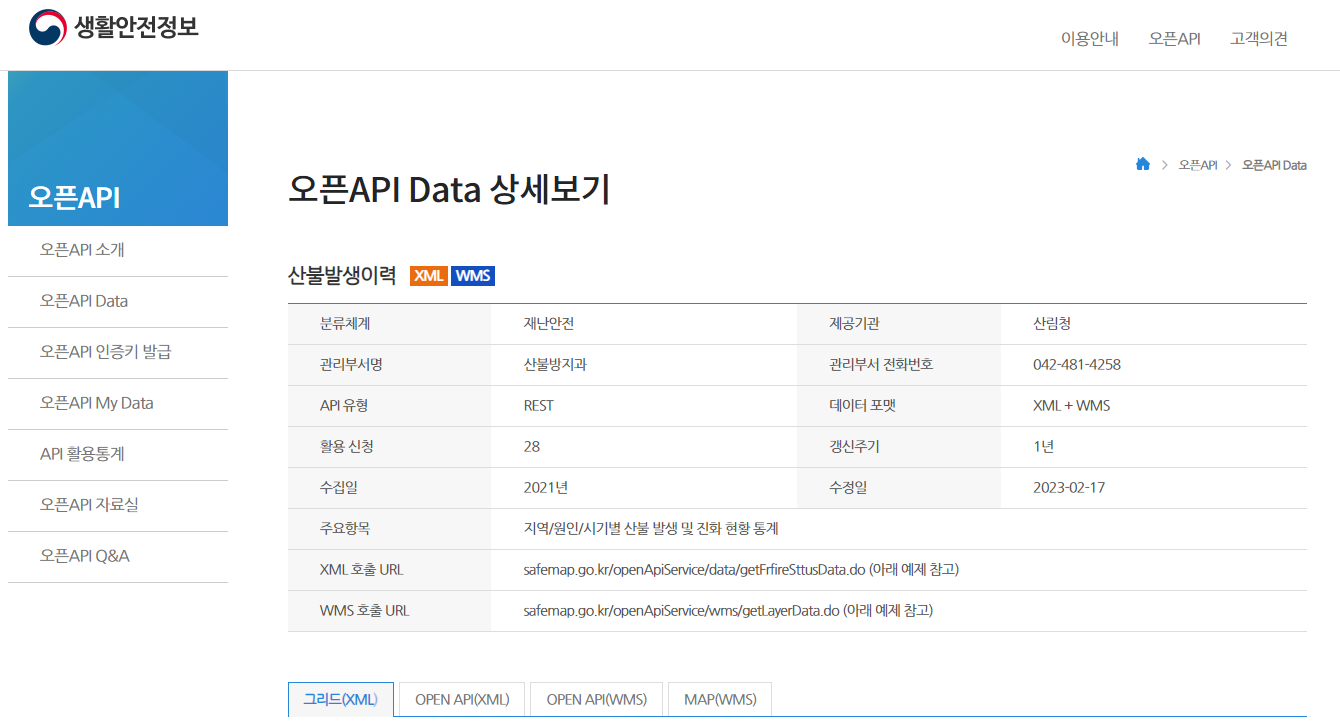 생활안전정보
이용안내 오픈API 고객의견
오픈API
오픈API 소개
오픈API Data
오픈API 인증키 발급
오픈API My Data
API 활용통계
오픈API 자료실
오픈API Q&A
오픈API > 오픈API Data
오픈API Data 상세보기
산불발생이력 XML WMS
분류체계 재난안전 제공기관 산림청
관리부서명 산불방지과 관리부서 전화번호 042-481-4258
API 유형 REST 데이터 포맷 XML + WMS
활용 신청 28 갱신주기 1년
수집일 2021년 수정일 2023-02-17
주요항목 지역/원인/시기별 산불 발생 및 진화 현황 통계
XML 호출 URL safemap.go.kr/openApiService/data/getFrfireSttusData.do (아래 예제 참고)
WMS 호출 URL safemap.go.kr/openApiService/wms/getLayerData.do (아래 예제 참고)
그리드(XML) OPEN API(XML) OPEN API(WMS) MAP(WMS)